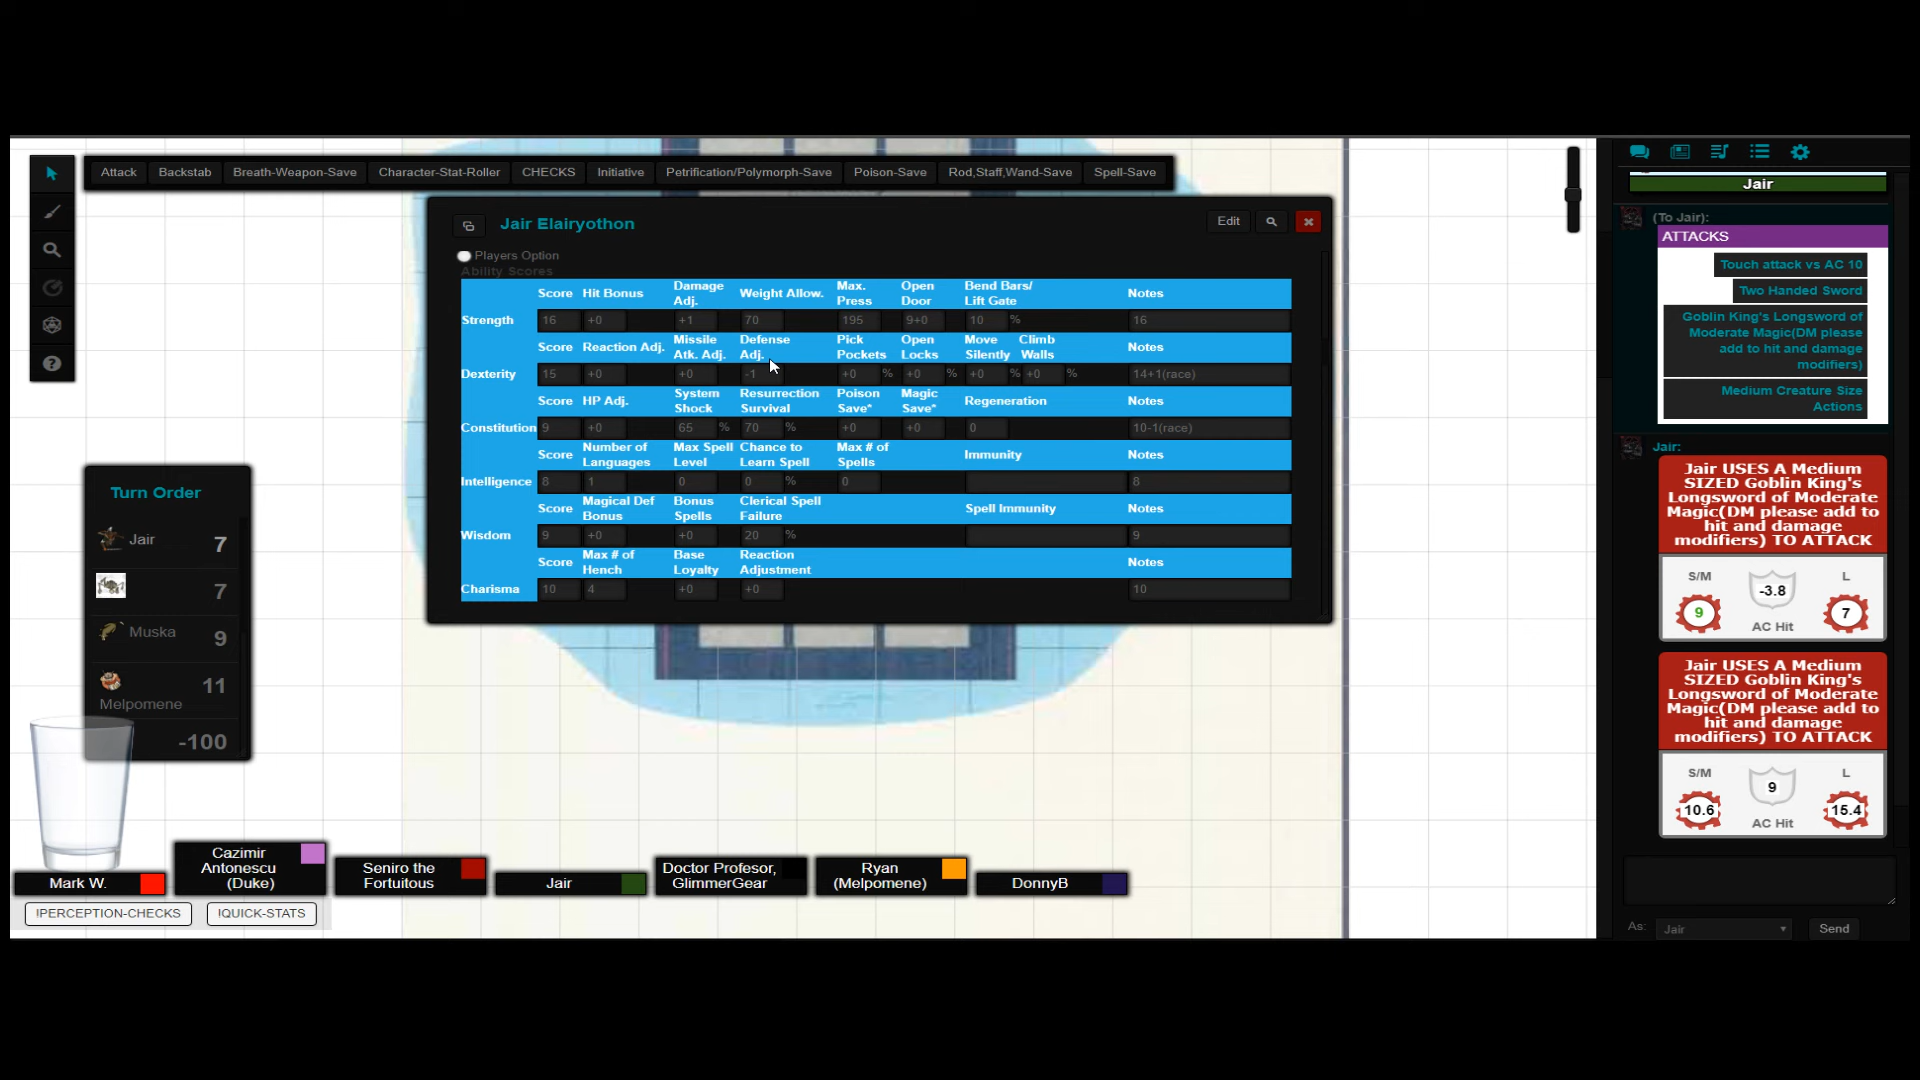 Attack
Backstab
Breath-Weapon-Save
Character-Stat-Roller
CHECKS
Initiative
Petrification/Polymorph-Save
Poison-Save
Rod,Staff,Wand-Save
Spell-Save
Jair Elairyothon
Edit
Players Option
Ability Scores
Score Hit Bonus Damage Adj. Weight Allow. Max. Press Open Door Bend Bars/ Lift Gate Notes
Strength 16 +0 +1 70 195 9+0 10 % 16
Score Reaction Adj. Missile Atk. Adj. Defense Adj. Pick Pockets Open Locks Move Silently Climb Walls Notes
Dexterity 15 +0 +0 -1 +0 % +0 % +0 % +0 % 14+1(race)
Score HP Adj. System Shock Resurrection Survival Poison Save* Magic Save* Regeneration Notes
Constitution 9 +0 65 % 70 % +0 +0 0 10-1(race)
Score Number of Languages Max Spell Level Chance to Learn Spell Max # of Spells Immunity Notes
Intelligence 8 1 0 0 % 0 8
Score Magical Def Bonus Bonus Spells Clerical Spell Failure Spell Immunity Notes
Wisdom 9 +0 +0 20 % 9
Score Max # of Hench Base Loyalty Reaction Adjustment Notes
Charisma 10 4 +0 +0 10
Turn Order
Jair 7
7
Muska 9
11
Melpomene
-100
Mark W.
Cazimir
Antonescu
(Duke)
Seniro the
Fortuitous
Jair
Doctor Profesor,
GlimmerGear
Ryan
(Melpomene)
DonnyB
!PERCEPTION-CHECKS
!QUICK-STATS
Jair
(To Jair):
ATTACKS
Touch attack vs AC 10
Two Handed Sword
Goblin King's Longsword of
Moderate Magic(DM please
add to hit and damage
modifiers)
Medium Creature Size
Actions
Jair:
Jair USES A Medium
SIZED Goblin King's
Longsword of Moderate
Magic(DM please add to
hit and damage
modifiers) TO ATTACK
S/M L
-3.8
9 7
AC Hit
Jair USES A Medium
SIZED Goblin King's
Longsword of Moderate
Magic(DM please add to
hit and damage
modifiers) TO ATTACK
S/M L
9
10.6 15.4
AC Hit
As: Jair Send